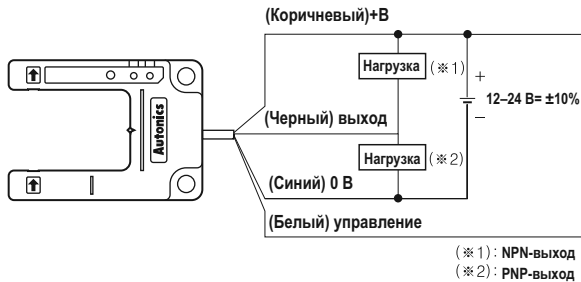 (Коричневый)+В
Нагрузка (※1)
+
12–24 В= ±10%
−
Autonics
(Черный) выход
Нагрузка (※2)
(Синий) 0 В
(Белый) управление
(※1): NPN-выход
(※2): PNP-выход